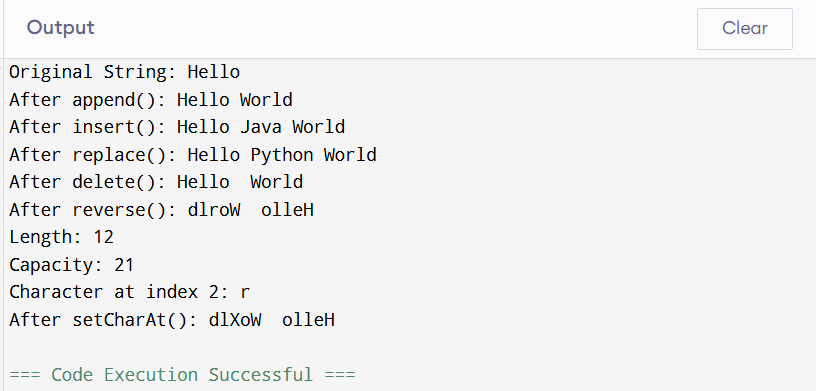 Output
Clear
Original String: Hello
After append(): Hello World
After insert(): Hello Java World
After replace(): Hello Python World
After delete(): Hello  World
After reverse(): dlroW  olleH
Length: 12
Capacity: 21
Character at index 2: r
After setCharAt(): dlXoW  olleH
=== Code Execution Successful ===